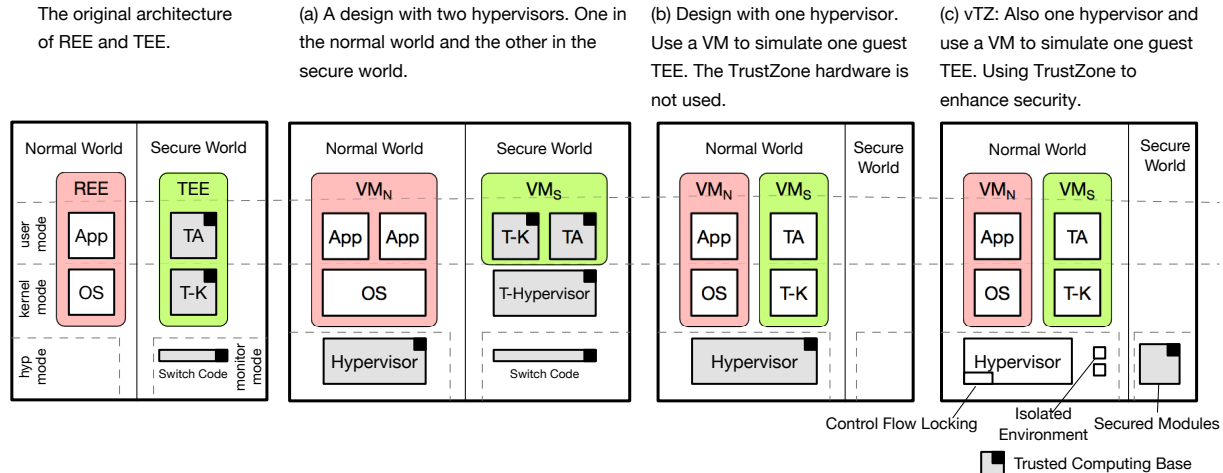 The original architecture
of REE and TEE.
(a) A design with two hypervisors. One in
the normal world and the other in the
secure world.
(b) Design with one hypervisor.
Use a VM to simulate one guest
TEE. The TrustZone hardware is
not used.
(c) vTZ: Also one hypervisor and
use a VM to simulate one guest
TEE. Using TrustZone to
enhance security.
Normal World
Secure World
REE
TEE
user
mode
App
TA
kernel
mode
OS
T-K
hyp
mode
Switch Code
monitor
mode
Normal World
Secure World
VMN
VMS
App
App
T-K
TA
OS
T-Hypervisor
Hypervisor
Switch Code
Normal World
Secure
World
VMN
VMS
App
TA
OS
T-K
Hypervisor
Normal World
Secure
World
VMN
VMS
App
TA
OS
T-K
Hypervisor
Control Flow Locking
Isolated
Environment
Secured Modules
Trusted Computing Base